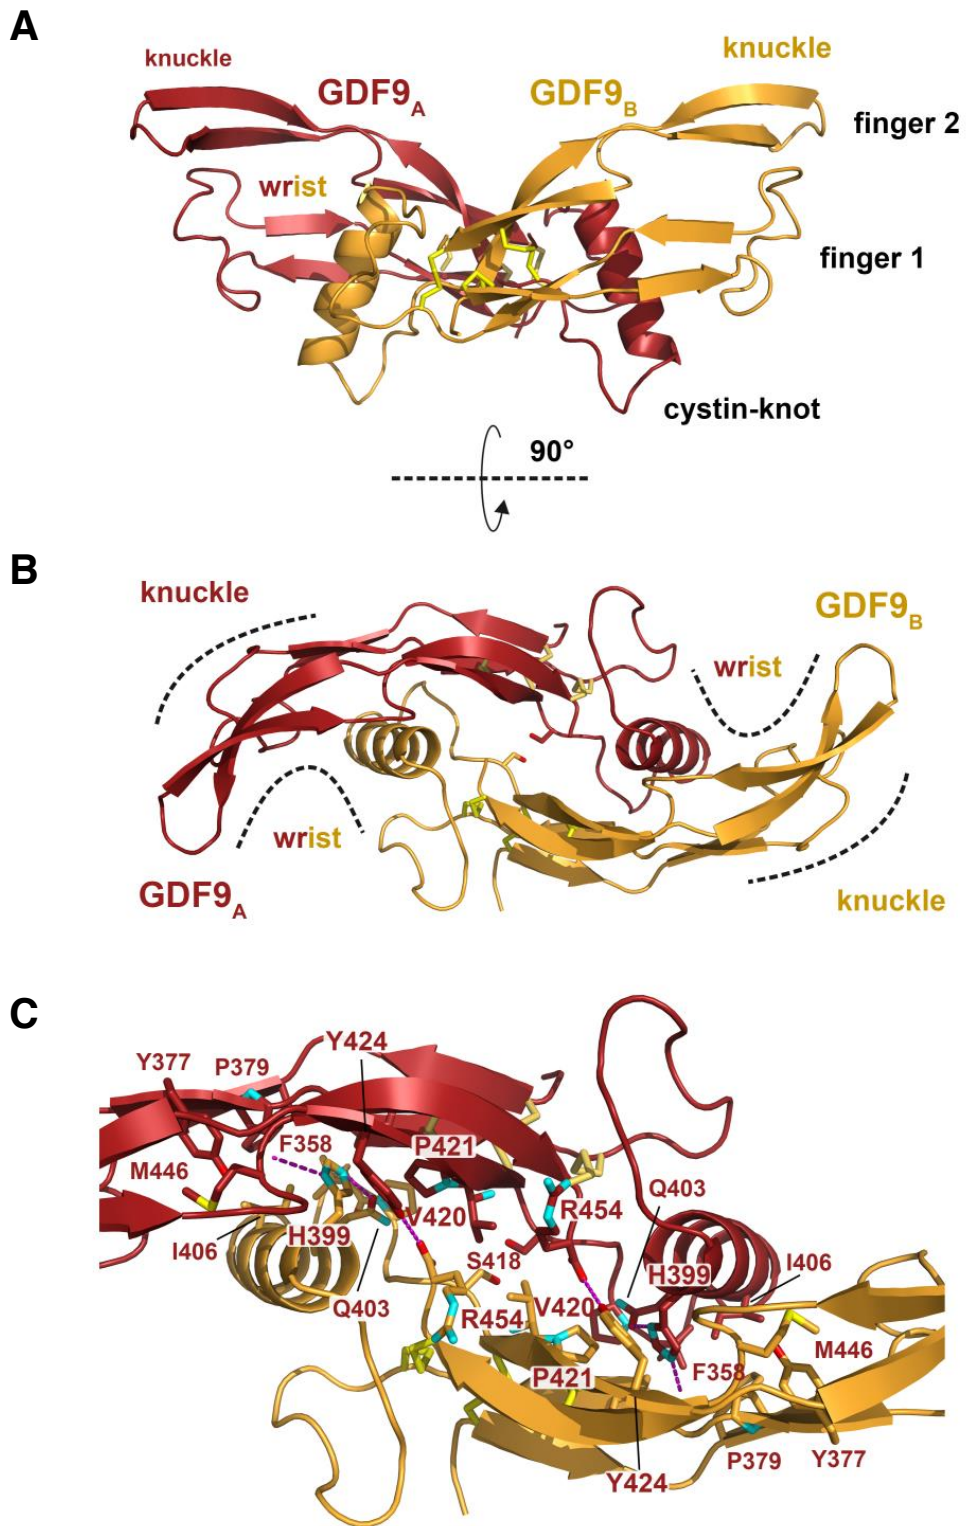 A
knuckle
knuckle
GDF9A
GDF9B
finger 2
wrist
finger 1
cystin-knot
90°
B
knuckle
GDF9B
wrist
wrist
GDF9A
knuckle
C
Y424
Y377
P379
F358
P421
M446
V420
R454
Q403
I406
H399
S418
H399
I406
Q403
R454
V420
M446
P421
F358
P379
Y377
Y424